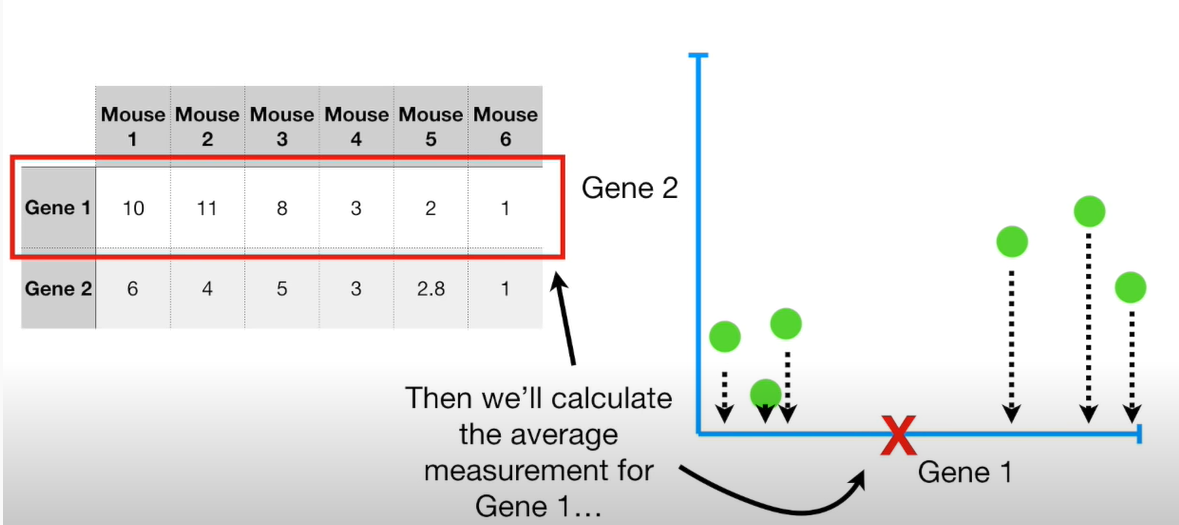 Mouse 1 Mouse 2 Mouse 3 Mouse 4 Mouse 5 Mouse 6
Gene 1 10 11 8 3 2 1
Gene 2 6 4 5 3 2.8 1
Gene 2
Then we’ll calculate
the average
measurement for
Gene 1…
X
Gene 1